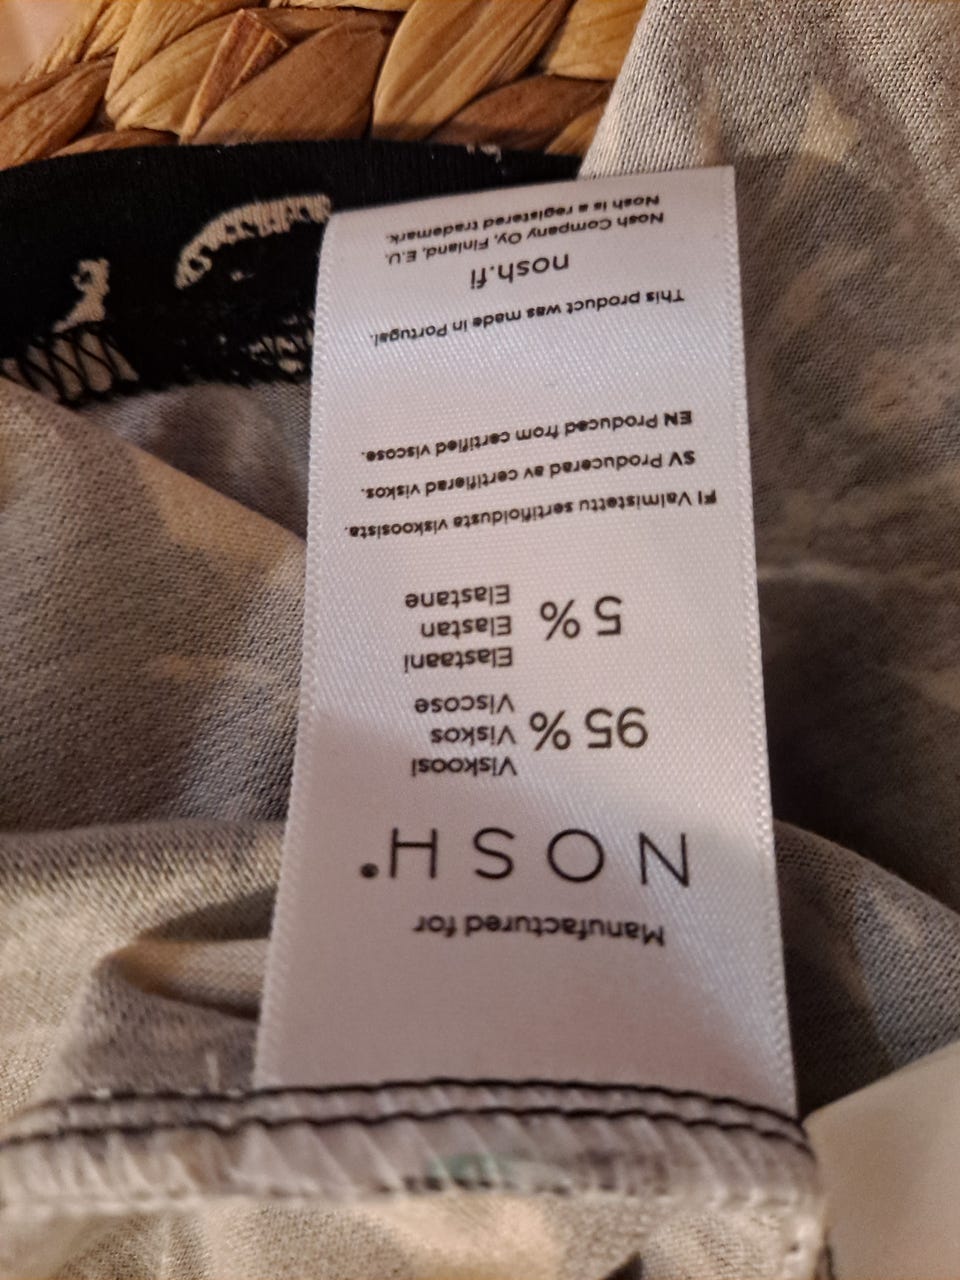 Manufactured for
NOSH®
95 % Viskoosi
Viskos
Viscose
5 % Elastaani
Elastan
Elastane
FI Valmistettu sertifioidusta viskoosista.
SV Producerad av certifierad viskos.
EN Produced from certified viscose.
This product was made in Portugal.
nosh.fi
Nosh Company Oy, Finland, E.U.
Nosh is a registered trademark.